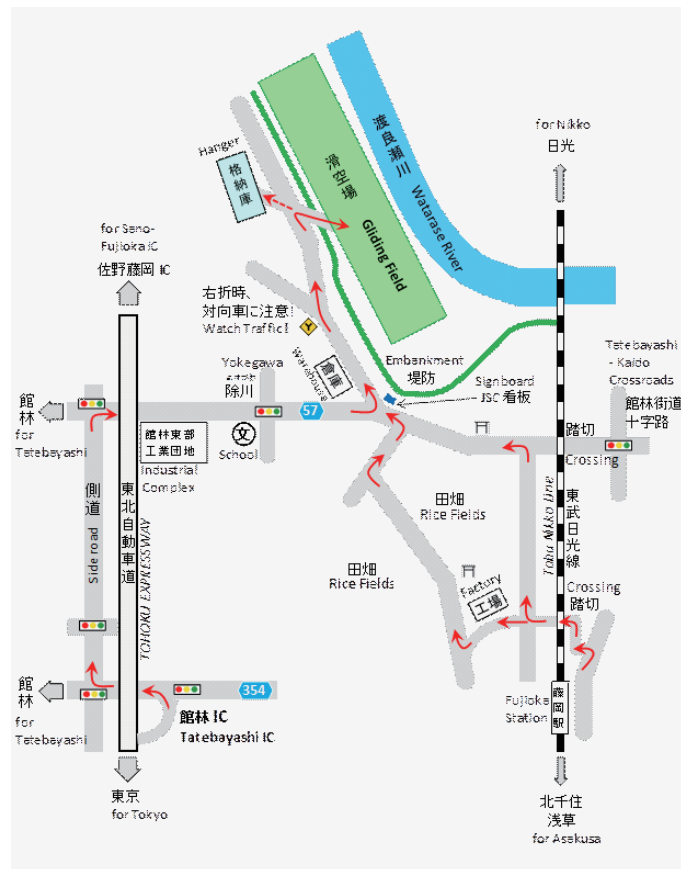 for Nikko
日光
渡良瀬川
Watarase River
滑空場
Gliding Field
Hanger
格納庫
for Sano-
Fujioka IC
佐野藤岡 IC
右折時、
対向車に注意!
Watch Traffic!
Warehouse
倉庫
Embankment
堤防
Signboard
JSC 看板
Tatebayashi
- Kaido
Crossroads
館林街道
十字路
踏切
Crossing
Yokegawa
除川
57
School
文
館林
for
Tatebayashi
館林東部
工業団地
Industrial
Complex
側道
Side road
東北自動車道
TOHOKU EXPRESSWAY
田畑
Rice Fields
田畑
Rice Fields
Factory
工場
Tobu Nikko Line
東武日光線
Crossing
踏切
館林
for
Tatebayashi
354
館林 IC
Tatebayashi IC
Fujioka
Station
藤岡駅
東京
for Tokyo
北千住
浅草
for Asakusa